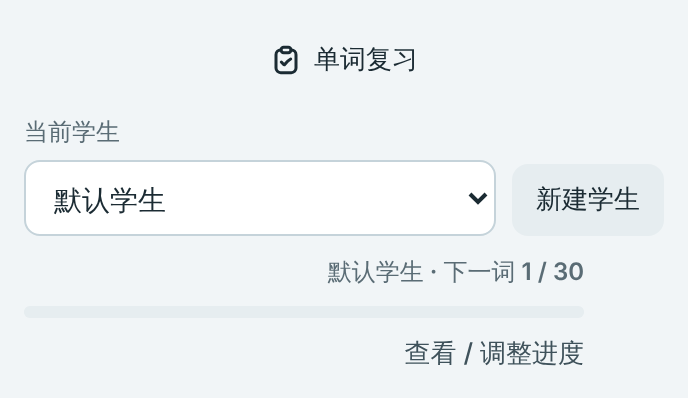 单词复习
当前学生
默认学生
新建学生
默认学生 · 下一词 1 / 30
查看 / 调整进度